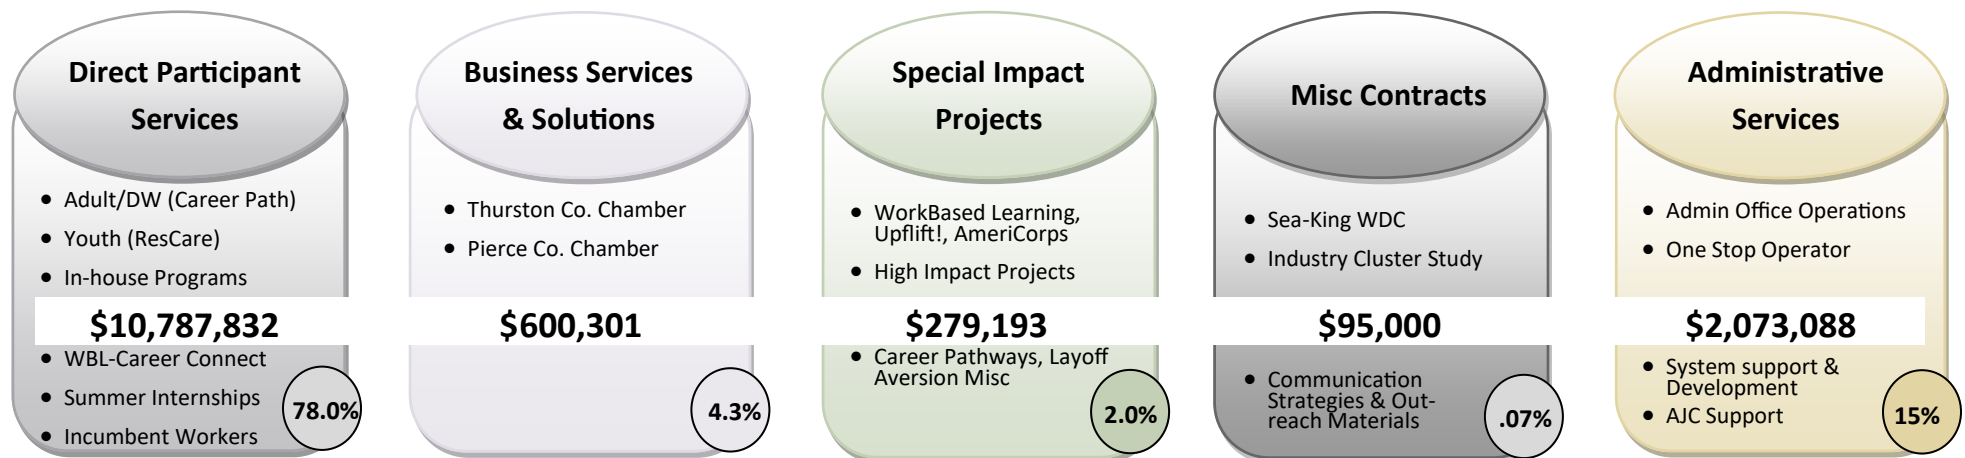 Direct Participant
Services
• Adult/DW (Career Path)
• Youth (ResCare)
• In-house Programs
$10,787,832
• WBL-Career Connect
• Summer Internships
• Incumbent Workers
78.0%
Business Services
& Solutions
• Thurston Co. Chamber
• Pierce Co. Chamber
$600,301
4.3%
Special Impact
Projects
• WorkBased Learning,
Upflift!, AmeriCorps
• High Impact Projects
$279,193
• Career Pathways, Layoff
Aversion Misc
2.0%
Misc Contracts
• Sea-King WDC
• Industry Cluster Study
$95,000
• Communication
Strategies & Out-
reach Materials
.07%
Administrative
Services
• Admin Office Operations
• One Stop Operator
$2,073,088
• System support &
Development
• AJC Support
15%